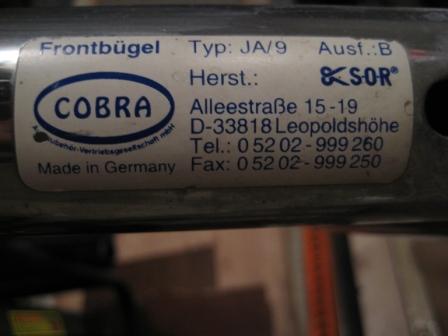 Frontbügel Typ: JA/9 Ausf.:B
Herst.: S·O·R®
COBRA
Alleestraße 15-19
D-33818 Leopoldshöhe
Tel.: 0 52 02 - 999 260
Fax: 0 52 02 - 999 250
Made in Germany